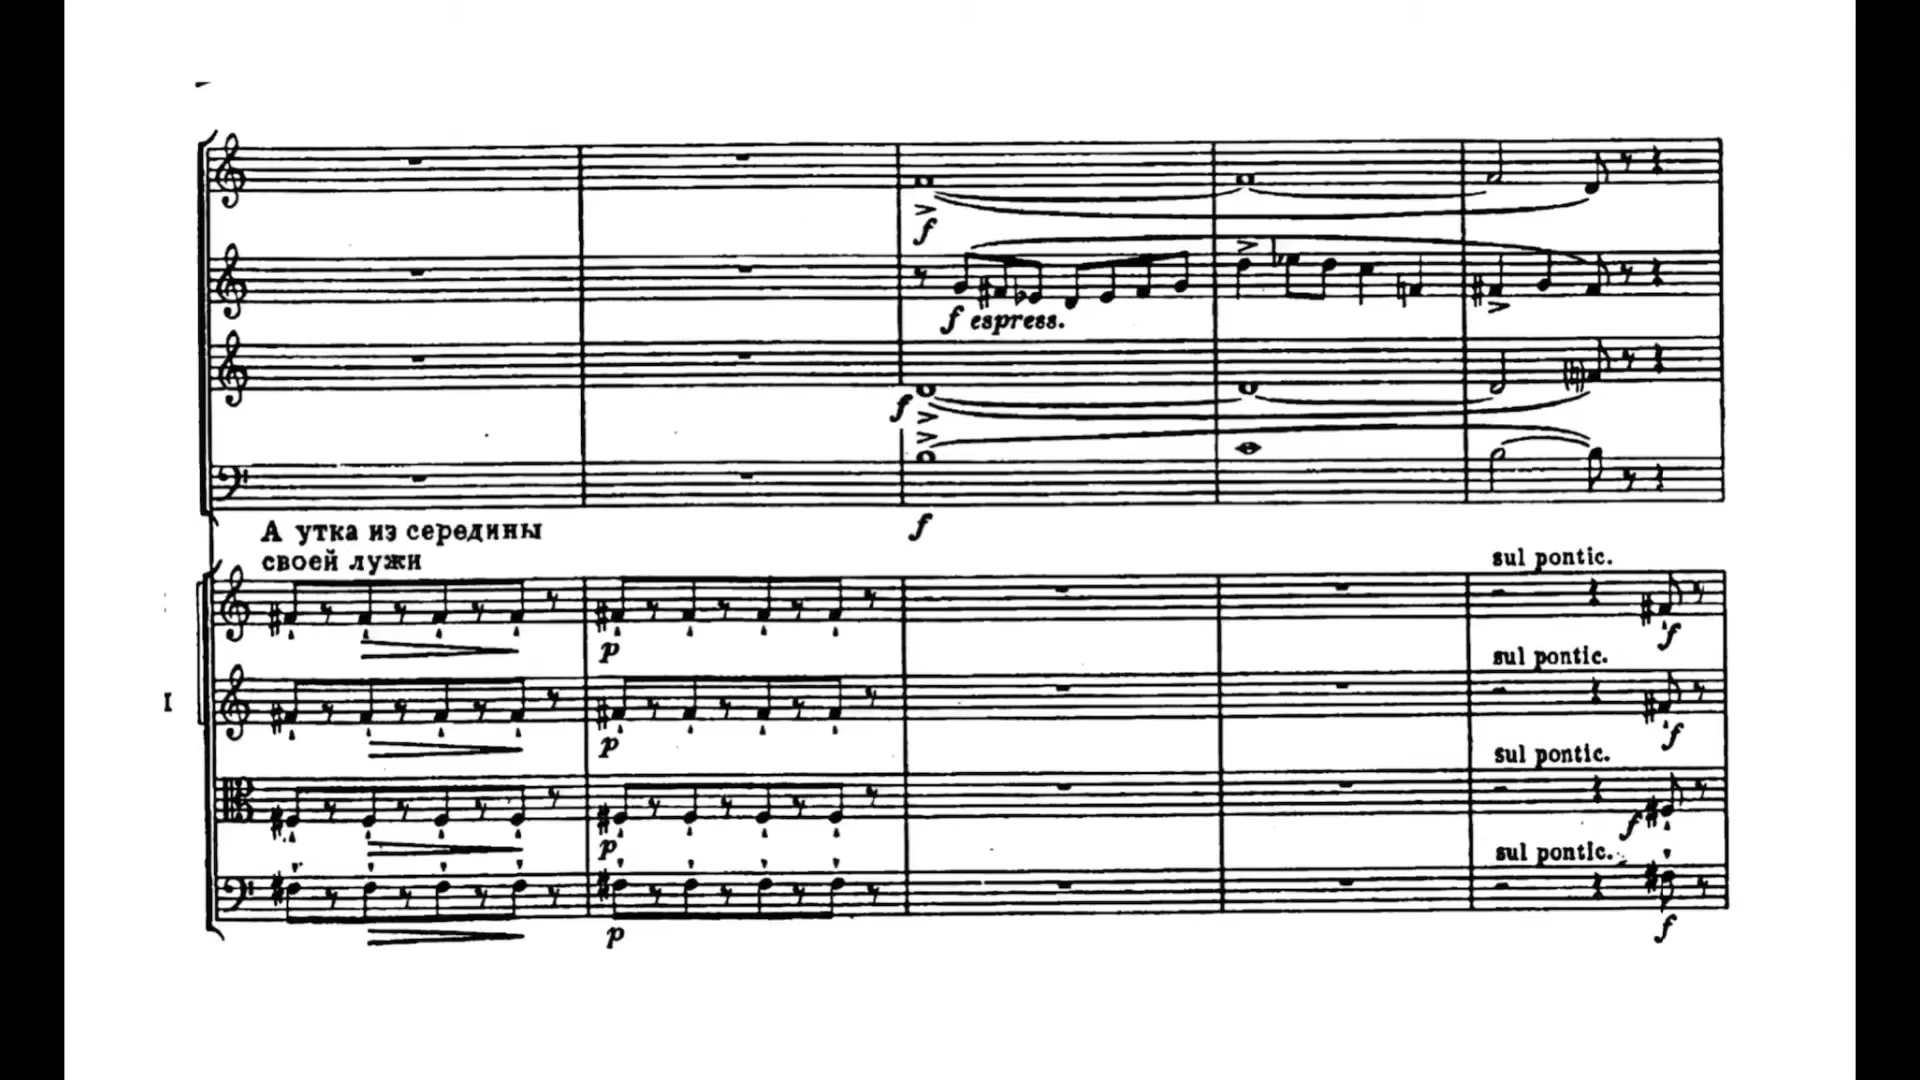 f
f espress.
f
f
А утка из середины
своей лужи
sul pontic.
p
f
sul pontic.
I
p
f
sul pontic.
p
f
sul pontic.
p
f